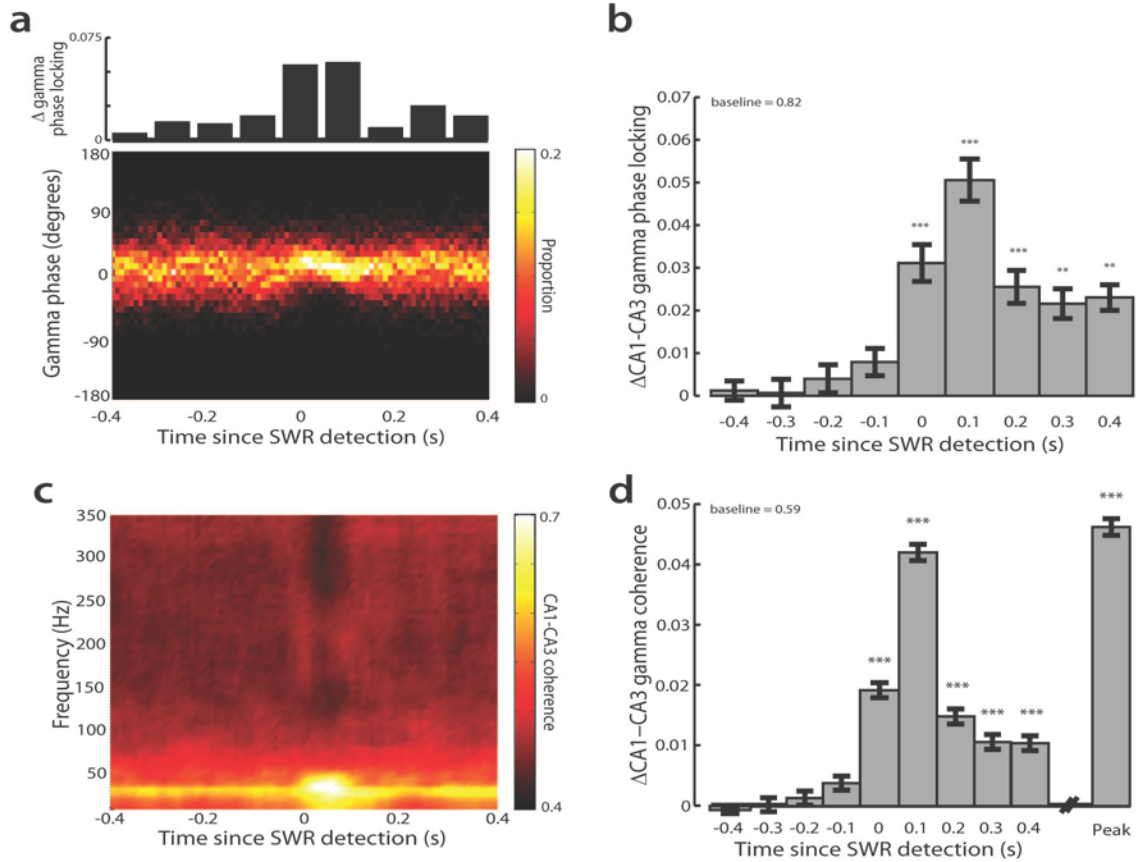 a
0.075
Δ gamma
phase locking
0
180
90
0
-90
-180
Gamma phase (degrees)
-0.4 -0.2 0 0.2 0.4
Time since SWR detection (s)
0.2
Proportion
0
b
baseline = 0.82
0.07
0.06
0.05
0.04
0.03
0.02
0.01
0
ΔCA1-CA3 gamma phase locking
*** *** *** ** **
-0.4 -0.3 -0.2 -0.1 0 0.1 0.2 0.3 0.4
Time since SWR detection (s)
c
350
300
250
200
150
100
50
Frequency (Hz)
-0.4 -0.2 0 0.2 0.4
Time since SWR detection (s)
0.7
CA1-CA3 coherence
0.4
d
baseline = 0.59
0.05
0.04
0.03
0.02
0.01
0
ΔCA1–CA3 gamma coherence
*** *** *** *** *** ***
-0.4 -0.3 -0.2 -0.1 0 0.1 0.2 0.3 0.4 Peak
Time since SWR detection (s)